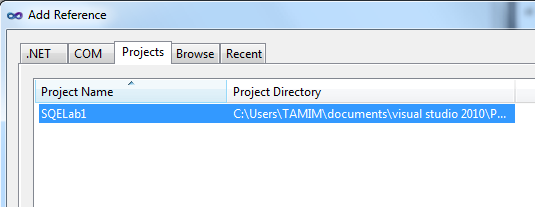 Add Reference
.NET COM Projects Browse Recent
Project Name Project Directory
SQELab1 C:\Users\TAMIM\documents\visual studio 2010\P...